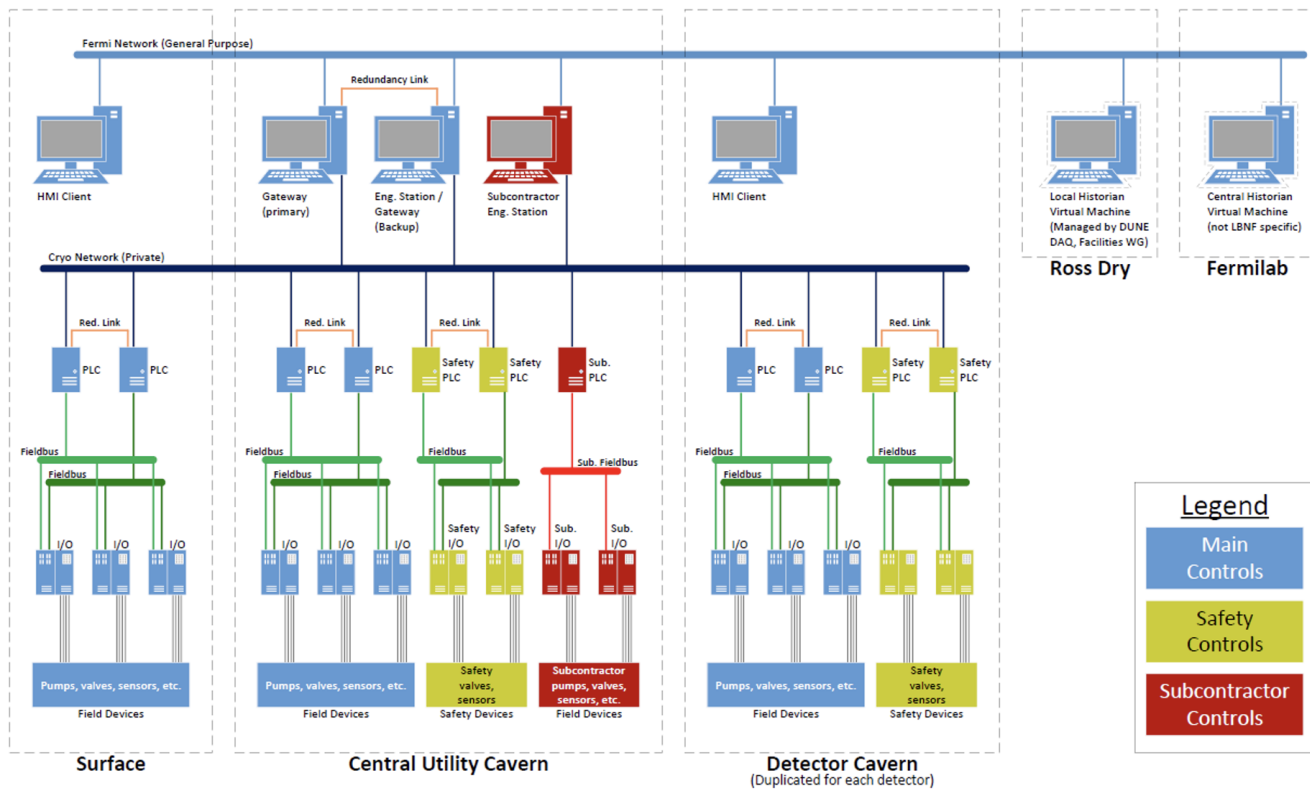 Fermi Network (General Purpose)
Redundancy Link
HMI Client
Gateway
(primary)
Eng. Station /
Gateway
(Backup)
Subcontractor
Eng. Station
HMI Client
Local Historian
Virtual Machine
(Managed by DUNE
DAQ, Facilities WG)
Central Historian
Virtual Machine
(not LBNF specific)
Ross Dry
Fermilab
Cryo Network (Private)
Red. Link
PLC
PLC
Fieldbus
Fieldbus
I/O
I/O
I/O
Pumps, valves, sensors, etc.
Field Devices
Surface
Red. Link
PLC
PLC
Fieldbus
Fieldbus
I/O
I/O
I/O
Pumps, valves, sensors, etc.
Field Devices
Red. Link
Safety
PLC
Safety
PLC
Fieldbus
Safety
I/O
Safety
I/O
Safety
valves,
sensors
Safety Devices
Sub.
PLC
Sub. Fieldbus
Sub.
I/O
Sub.
I/O
Subcontractor
pumps, valves,
sensors, etc.
Field Devices
Central Utility Cavern
Red. Link
PLC
PLC
Fieldbus
Fieldbus
I/O
I/O
I/O
Pumps, valves, sensors, etc.
Field Devices
Red. Link
Safety
PLC
Safety
PLC
Fieldbus
Safety
valves,
sensors
Safety Devices
Detector Cavern
(Duplicated for each detector)
Legend
Main
Controls
Safety
Controls
Subcontractor
Controls